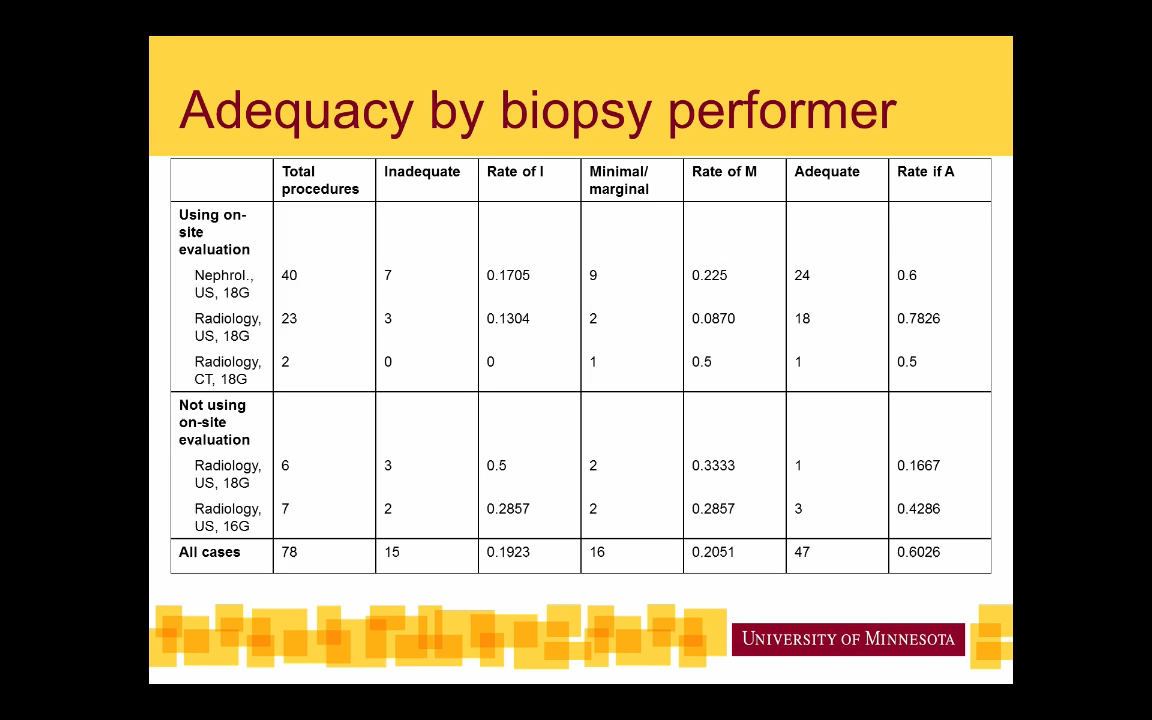 Adequacy by biopsy performer
Total procedures Inadequate Rate of I Minimal/ marginal Rate of M Adequate Rate if A
Using on-
site
evaluation
Nephrol., US, 18G 40 7 0.1705 9 0.225 24 0.6
Radiology, US, 18G 23 3 0.1304 2 0.0870 18 0.7826
Radiology, CT, 18G 2 0 0 1 0.5 1 0.5
Not using
on-site
evaluation
Radiology, US, 18G 6 3 0.5 2 0.3333 1 0.1667
Radiology, US, 16G 7 2 0.2857 2 0.2857 3 0.4286
All cases 78 15 0.1923 16 0.2051 47 0.6026
UNIVERSITY OF MINNESOTA